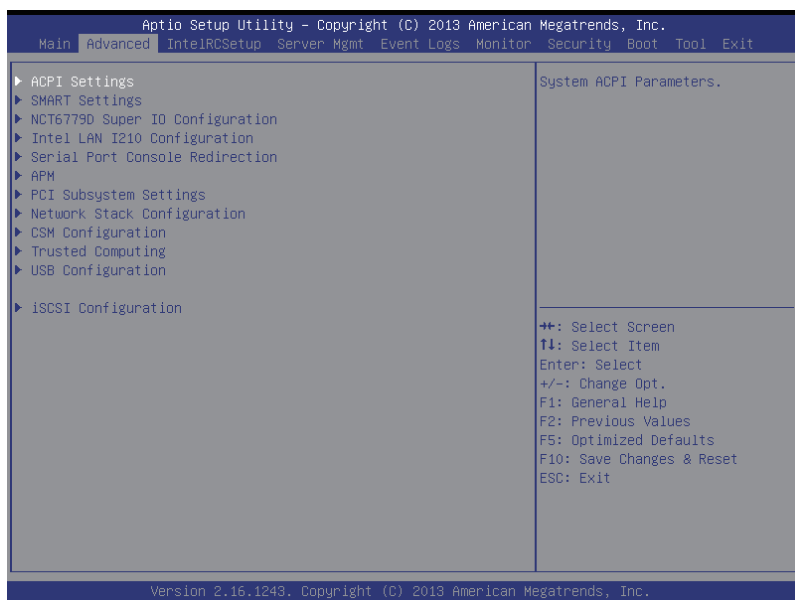 Aptio Setup Utility – Copyright (C) 2013 American Megatrends, Inc.
Main Advanced IntelRCSetup Server Mgmt Event Logs Monitor Security Boot Tool Exit
▶ ACPI Settings
▶ SMART Settings
▶ NCT6779D Super IO Configuration
▶ Intel LAN I210 Configuration
▶ Serial Port Console Redirection
▶ APM
▶ PCI Subsystem Settings
▶ Network Stack Configuration
▶ CSM Configuration
▶ Trusted Computing
▶ USB Configuration
▶ iSCSI Configuration
System ACPI Parameters.
→←: Select Screen
↑↓: Select Item
Enter: Select
+/-: Change Opt.
F1: General Help
F2: Previous Values
F5: Optimized Defaults
F10: Save Changes & Reset
ESC: Exit
Version 2.16.1243. Copyright (C) 2013 American Megatrends, Inc.